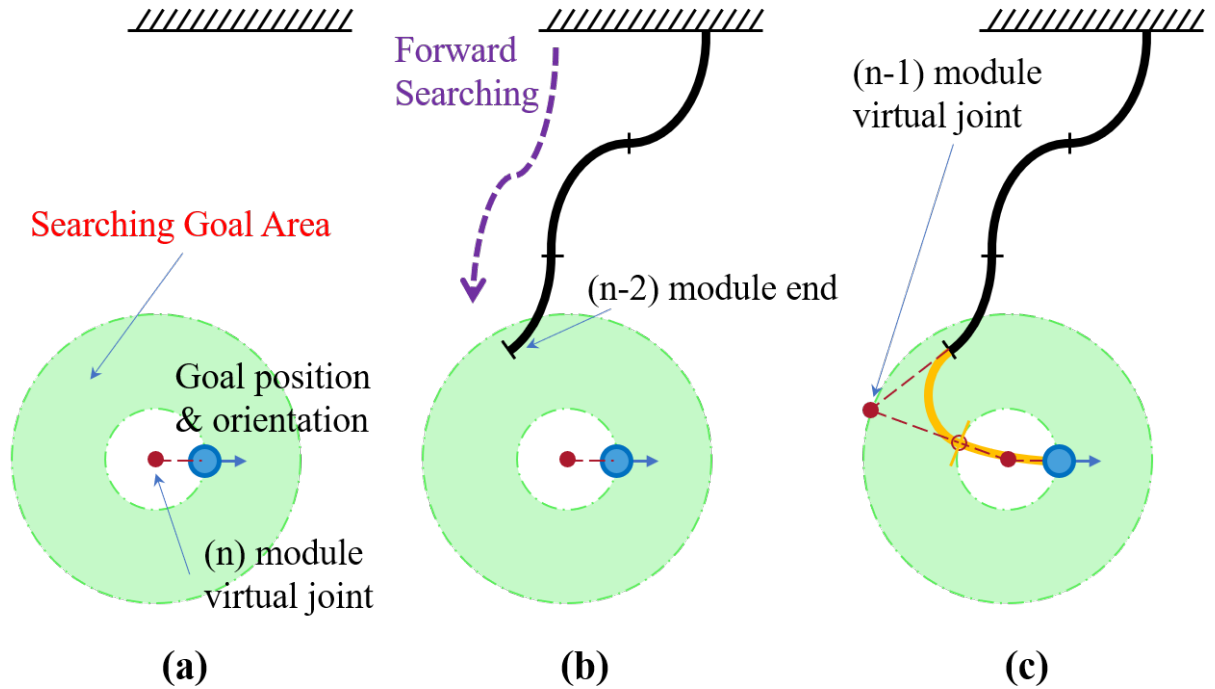 Searching Goal Area
Goal position
& orientation
(n) module
virtual joint
(a)
Forward
Searching
(n-2) module end
(b)
(n-1) module
virtual joint
(c)